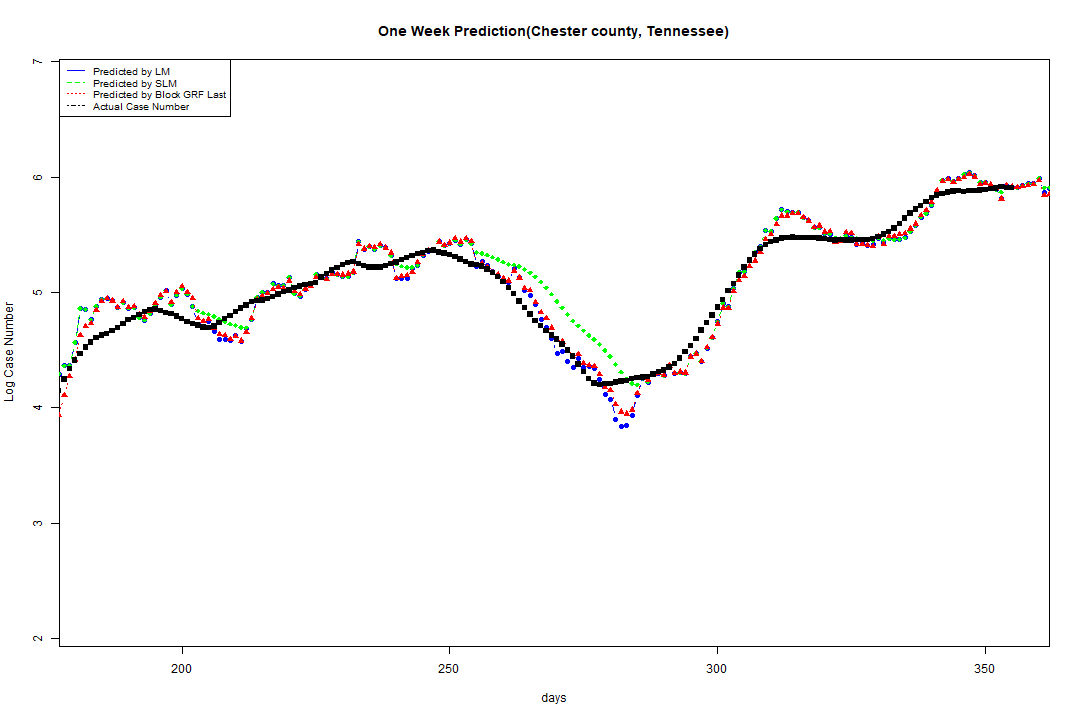 One Week Prediction(Chester county, Tennessee)
7
Predicted by LM
Predicted by SLM
Predicted by Block GRF Last
Actual Case Number
6
5
4
3
2
Log Case Number
200 250 300 350
days